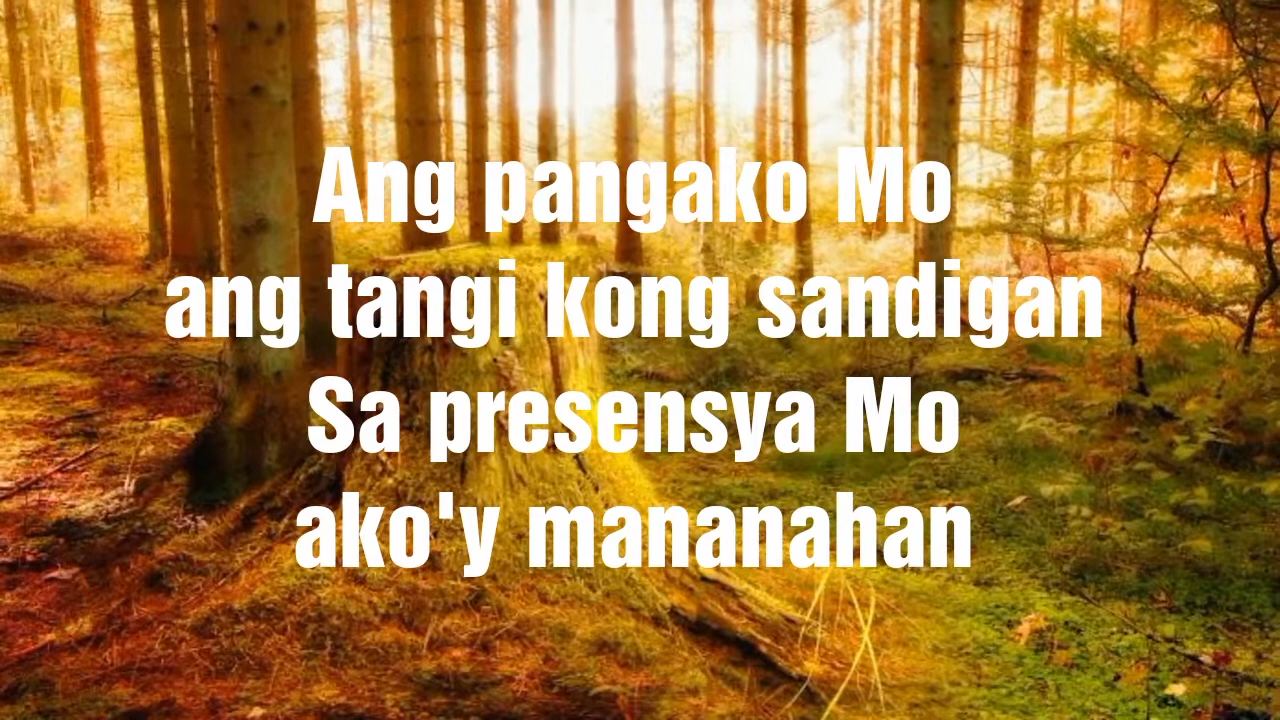 Ang pangako Mo
ang tangi kong sandigan
Sa presensya Mo
ako'y mananahan